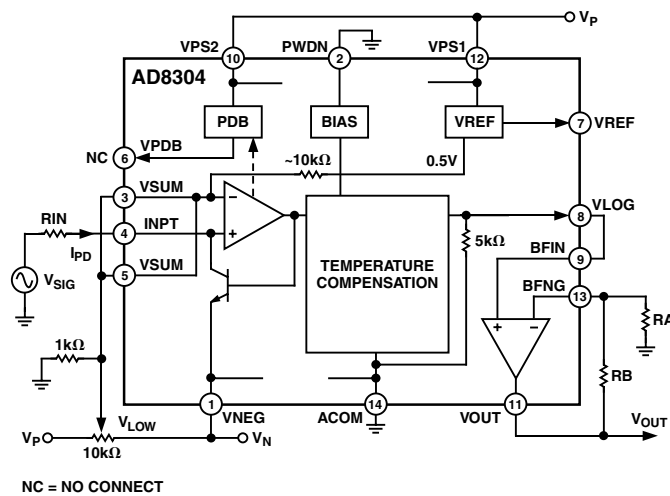 V_P
VPS2
PWDN
VPS1
10
2
12
AD8304
PDB
BIAS
VREF
7
VREF
VPDB
NC
6
~10kΩ
0.5V
VSUM
3
VLOG
8
RIN
INPT
4
I_PD
5kΩ
BFIN
9
VSUM
5
TEMPERATURE
COMPENSATION
V_SIG
BFNG
13
RA
1kΩ
RB
1
VNEG
ACOM
14
VOUT
11
V_LOW
V_OUT
V_P
10kΩ
V_N
NC = NO CONNECT